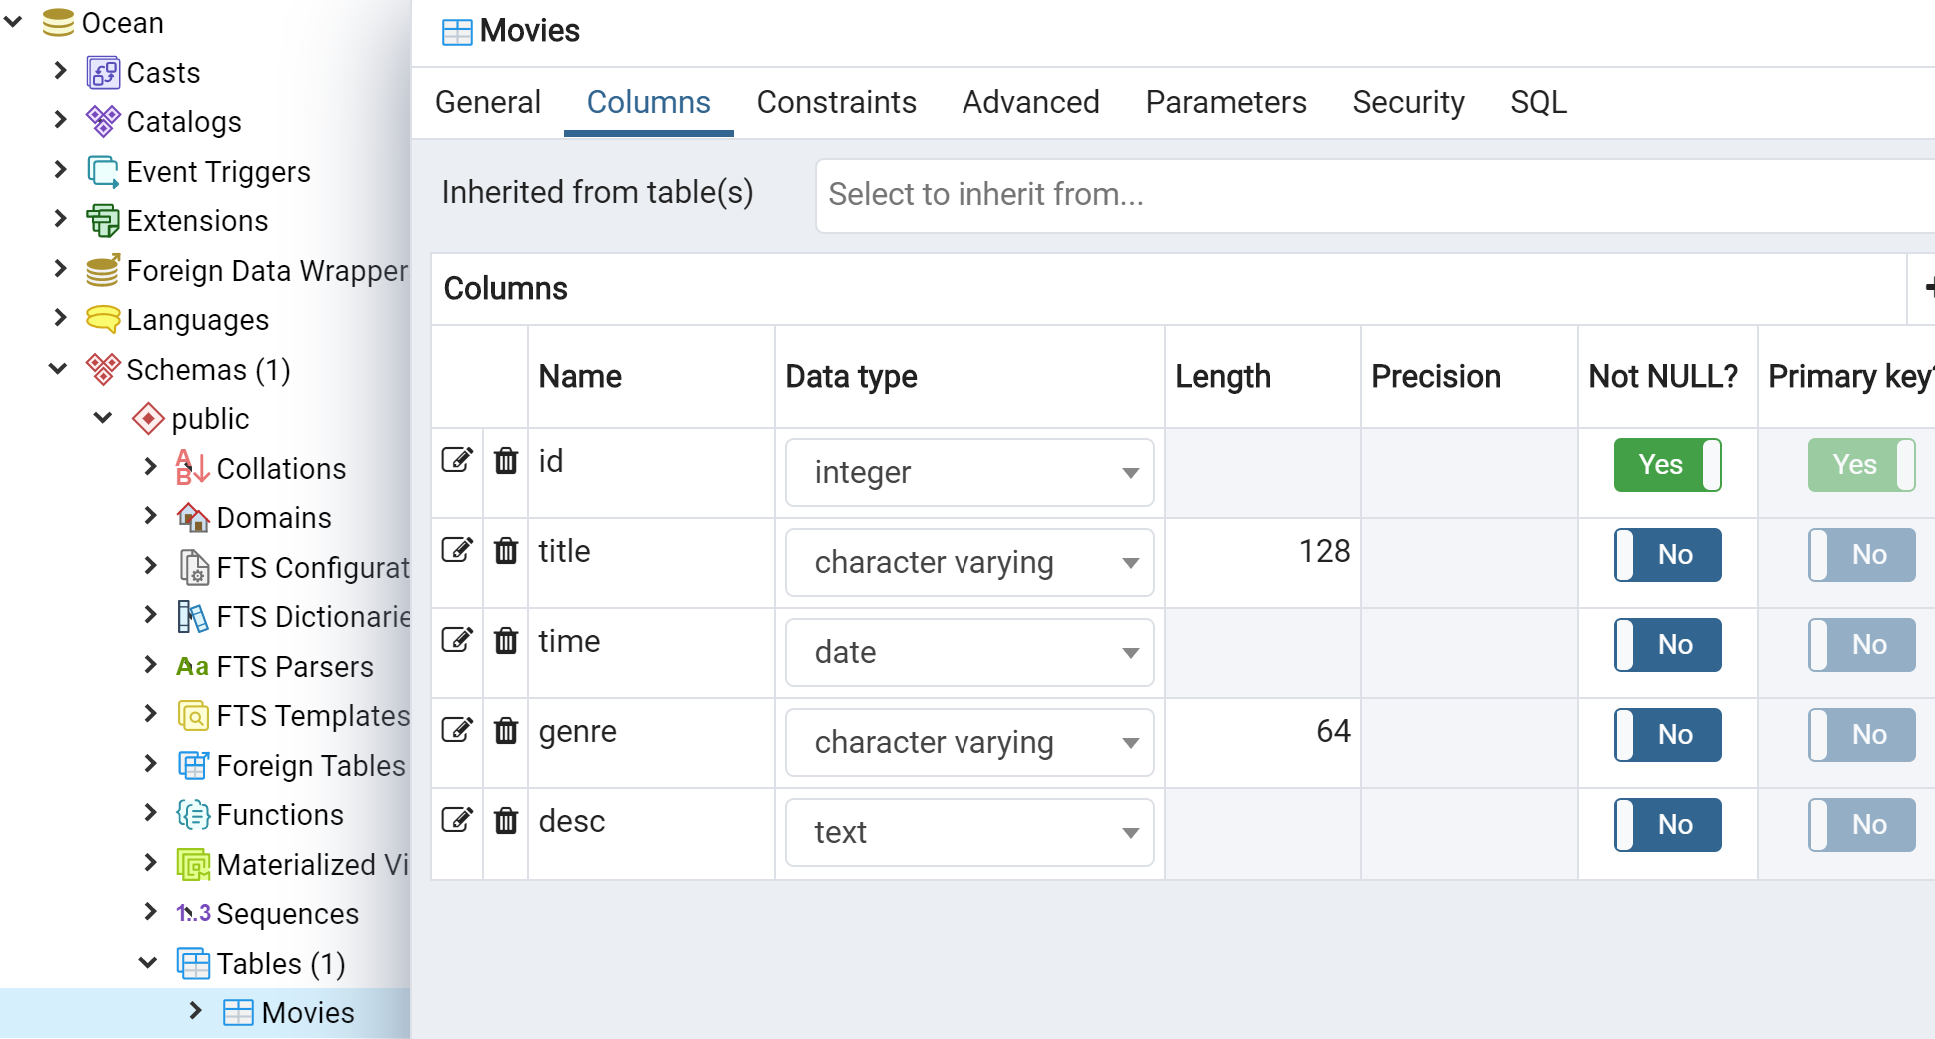 Ocean
Casts
Catalogs
Event Triggers
Extensions
Foreign Data Wrapper
Languages
Schemas (1)
public
Collations
Domains
FTS Configurat
FTS Dictionarie
FTS Parsers
FTS Templates
Foreign Tables
Functions
Materialized Vi
Sequences
Tables (1)
Movies
Movies
General Columns Constraints Advanced Parameters Security SQL
Inherited from table(s) Select to inherit from...
Columns
Name Data type Length Precision Not NULL? Primary key?
id integer Yes Yes
title character varying 128 No No
time date No No
genre character varying 64 No No
desc text No No